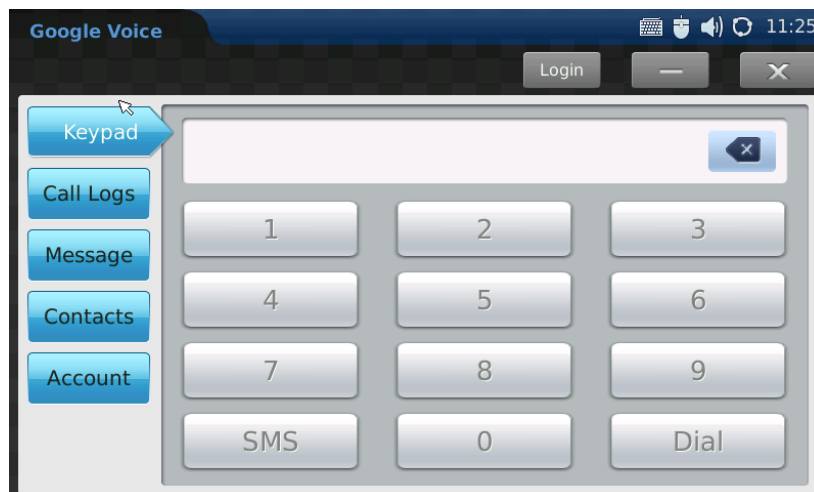 Google Voice 11:25
Login
Keypad
Call Logs
Message
Contacts
Account
1 2 3
4 5 6
7 8 9
SMS 0 Dial